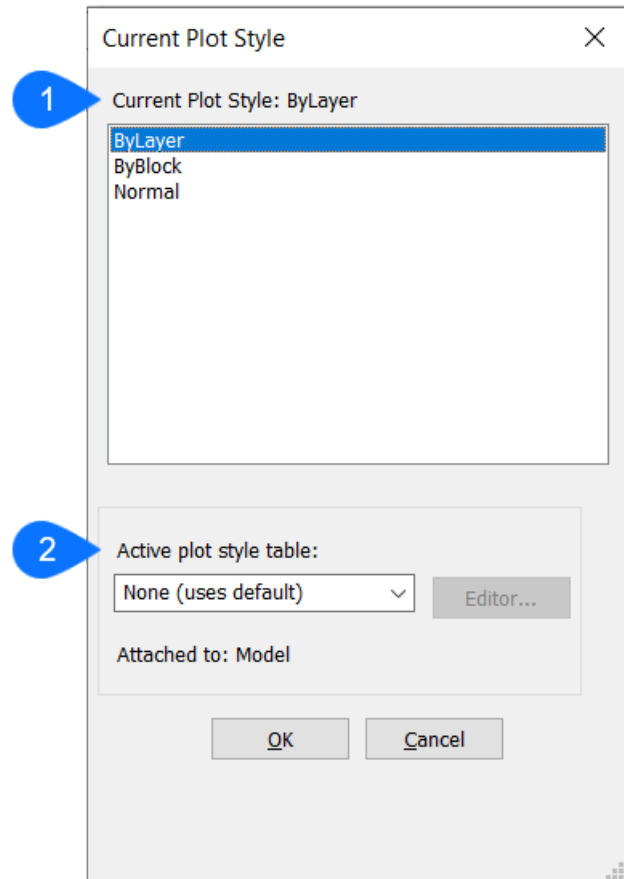 Current Plot Style
1
Current Plot Style: ByLayer
ByLayer
ByBlock
Normal
2
Active plot style table:
None (uses default)
Editor...
Attached to: Model
OK
Cancel